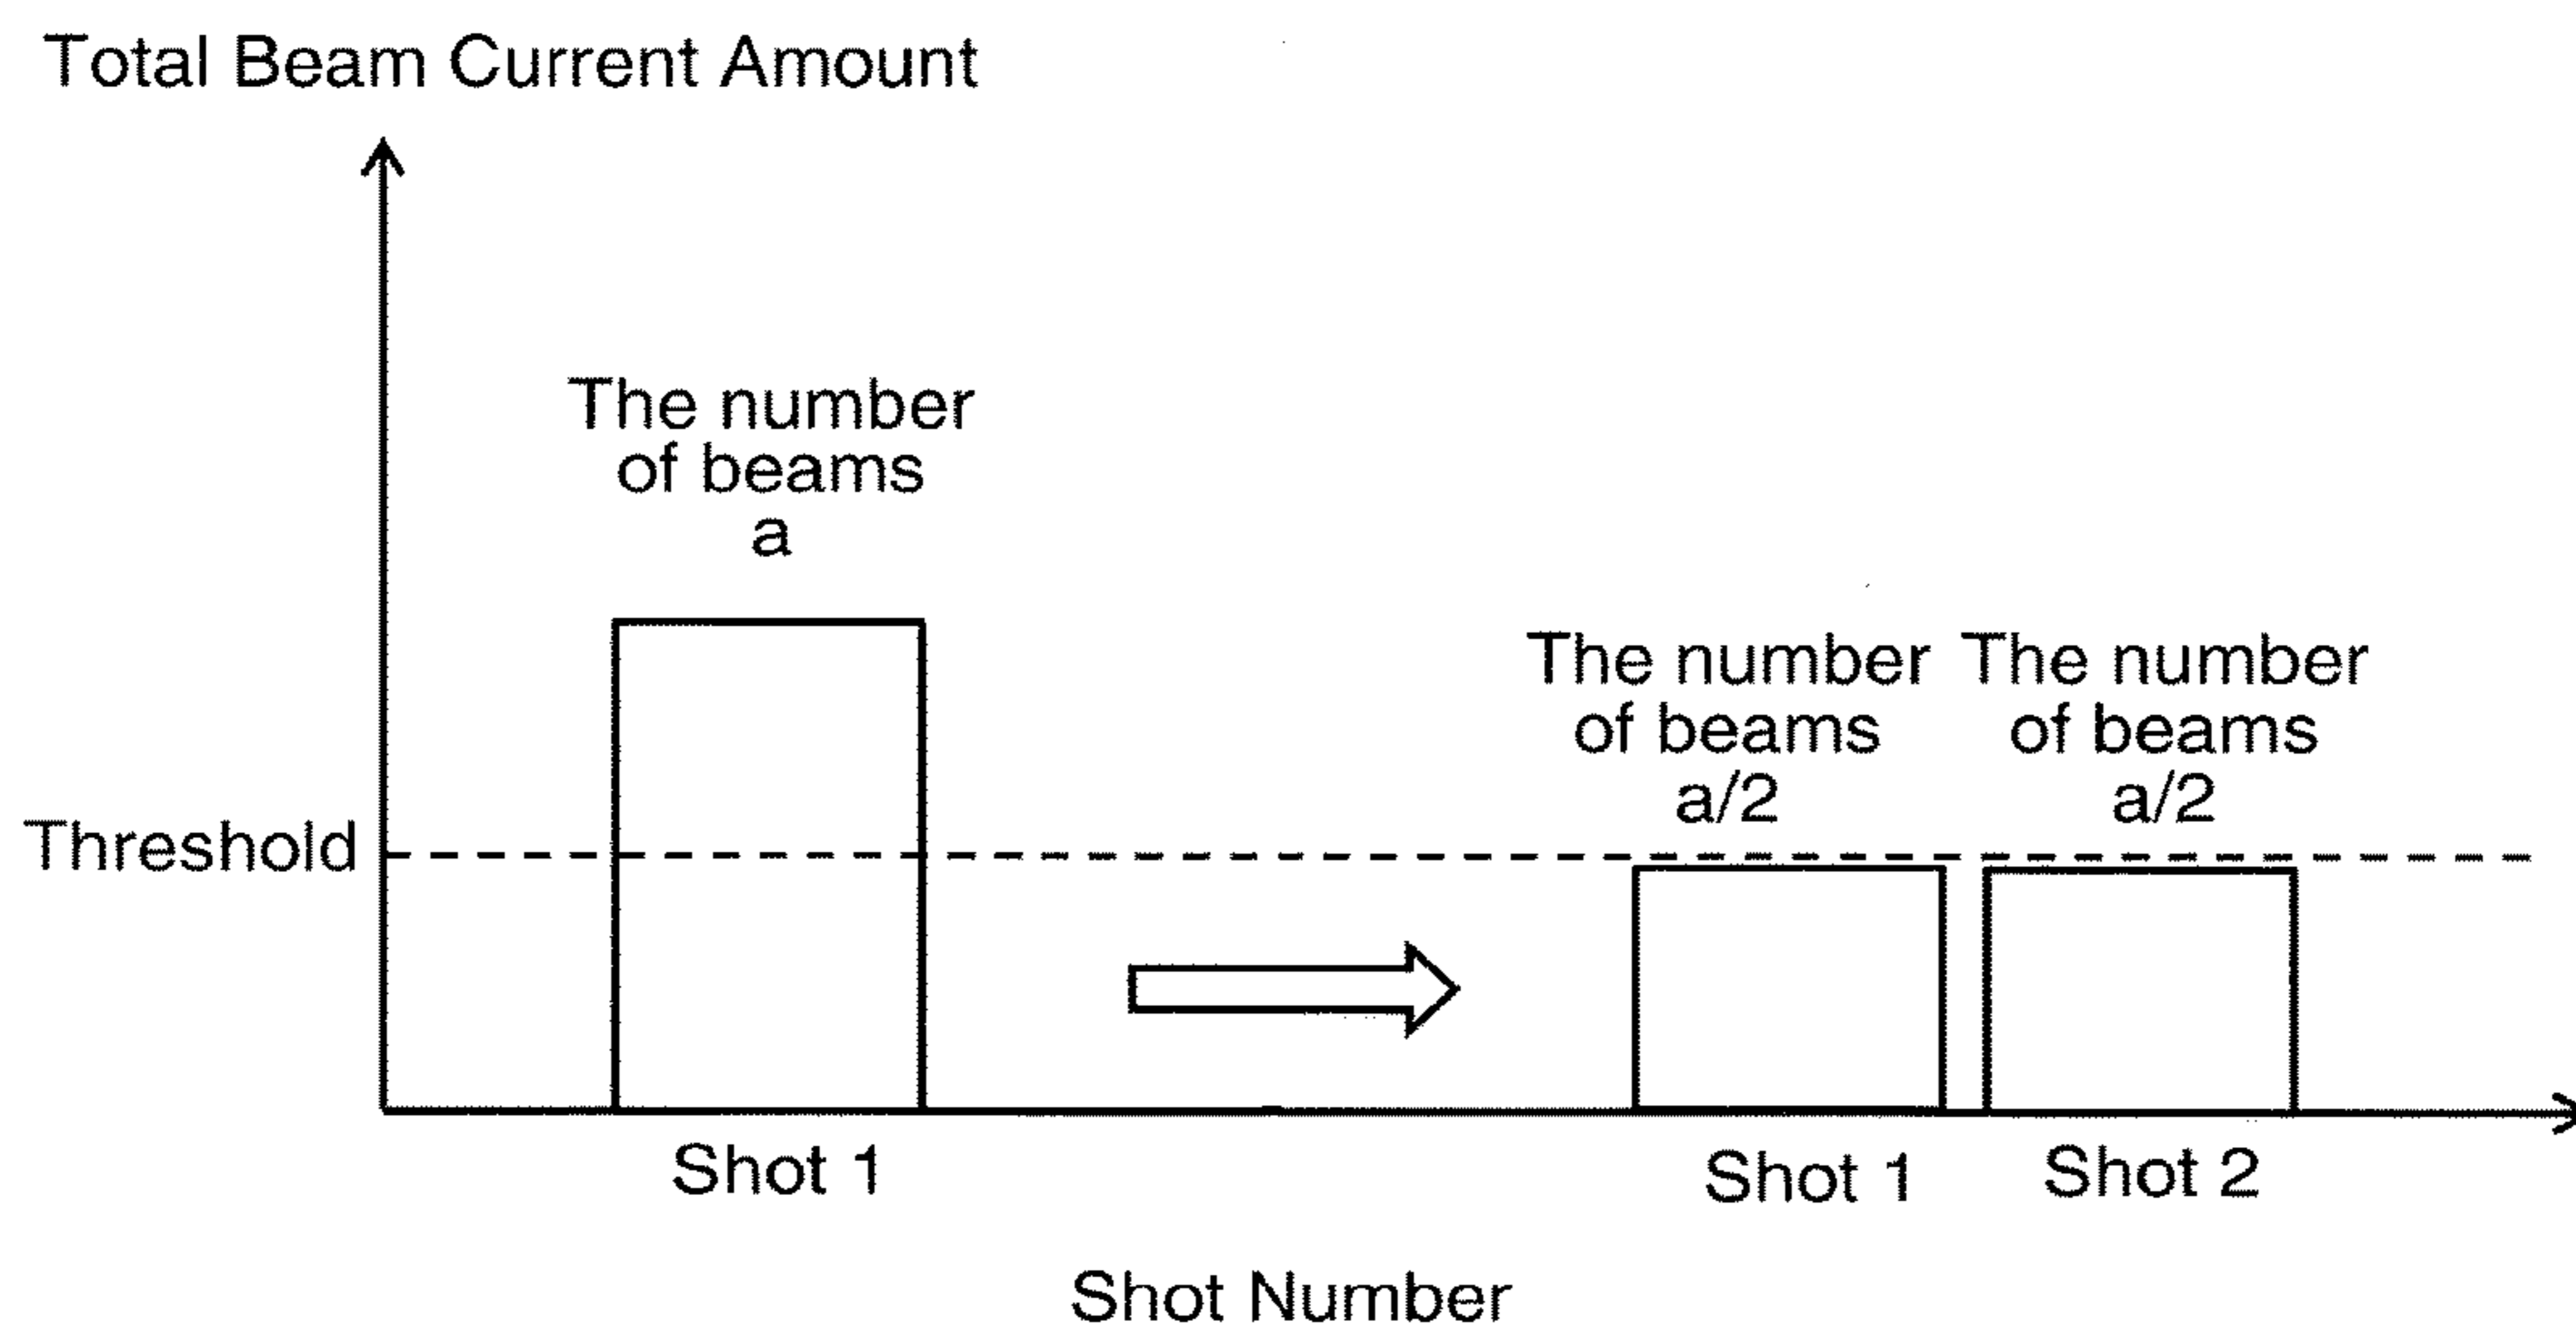 Total Beam Current Amount
The number
of beams
a
The number
of beams
a/2
The number
of beams
a/2
Threshold
Shot 1
Shot 1
Shot 2
Shot Number